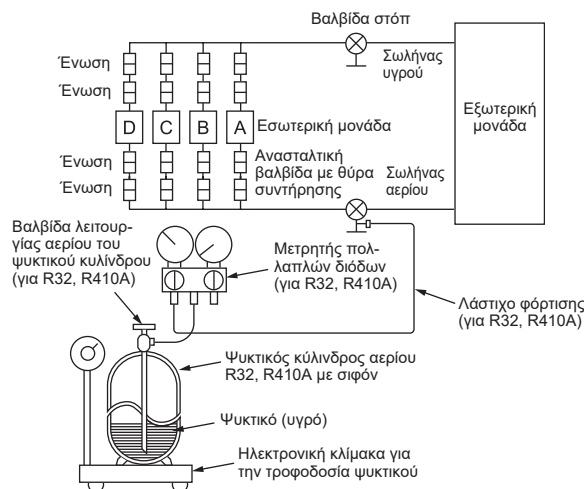 Βαλβίδα στόπ
Ένωση
Σωλήνας
υγρού
Ένωση
Εξωτερική
μονάδα
D
C
B
A
Εσωτερική μονάδα
Ένωση
Ανασταλτική
βαλβίδα με θύρα
συντήρησης
Σωλήνας
αερίου
Ένωση
Βαλβίδα λειτουρ-
γίας αερίου του
ψυκτικού κυλίνδρου
(για R32, R410A)
Μετρητής πολ-
λαπλών διόδων
(για R32, R410A)
Λάστιχο φόρτισης
(για R32, R410A)
Ψυκτικός κύλινδρος αερίου
R32, R410A με σιφόν
Ψυκτικό (υγρό)
Ηλεκτρονική κλίμακα για
την τροφοδοσία ψυκτικού